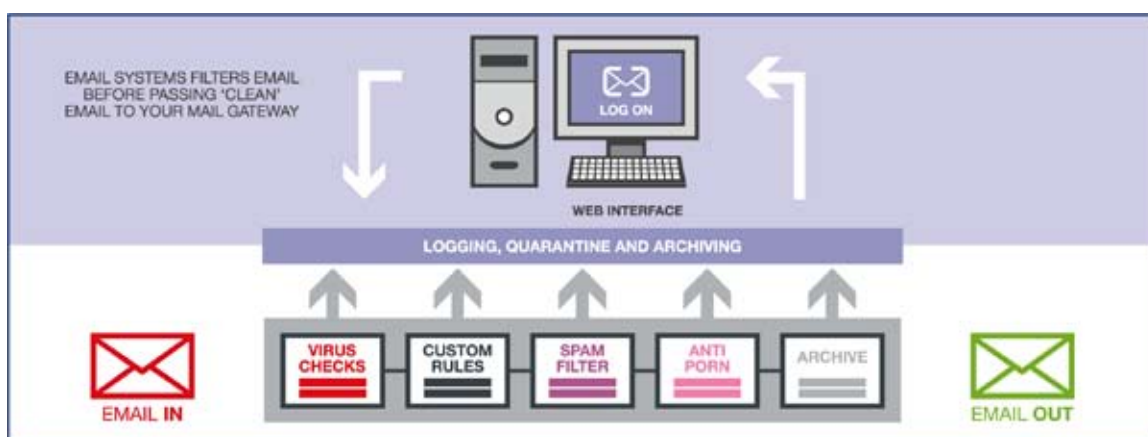 EMAIL SYSTEMS FILTERS EMAIL
BEFORE PASSING 'CLEAN'
EMAIL TO YOUR MAIL GATEWAY
LOG ON
WEB INTERFACE
LOGGING, QUARANTINE AND ARCHIVING
VIRUS
CHECKS
CUSTOM
RULES
SPAM
FILTER
ANTI
PORN
ARCHIVE
EMAIL IN
EMAIL OUT